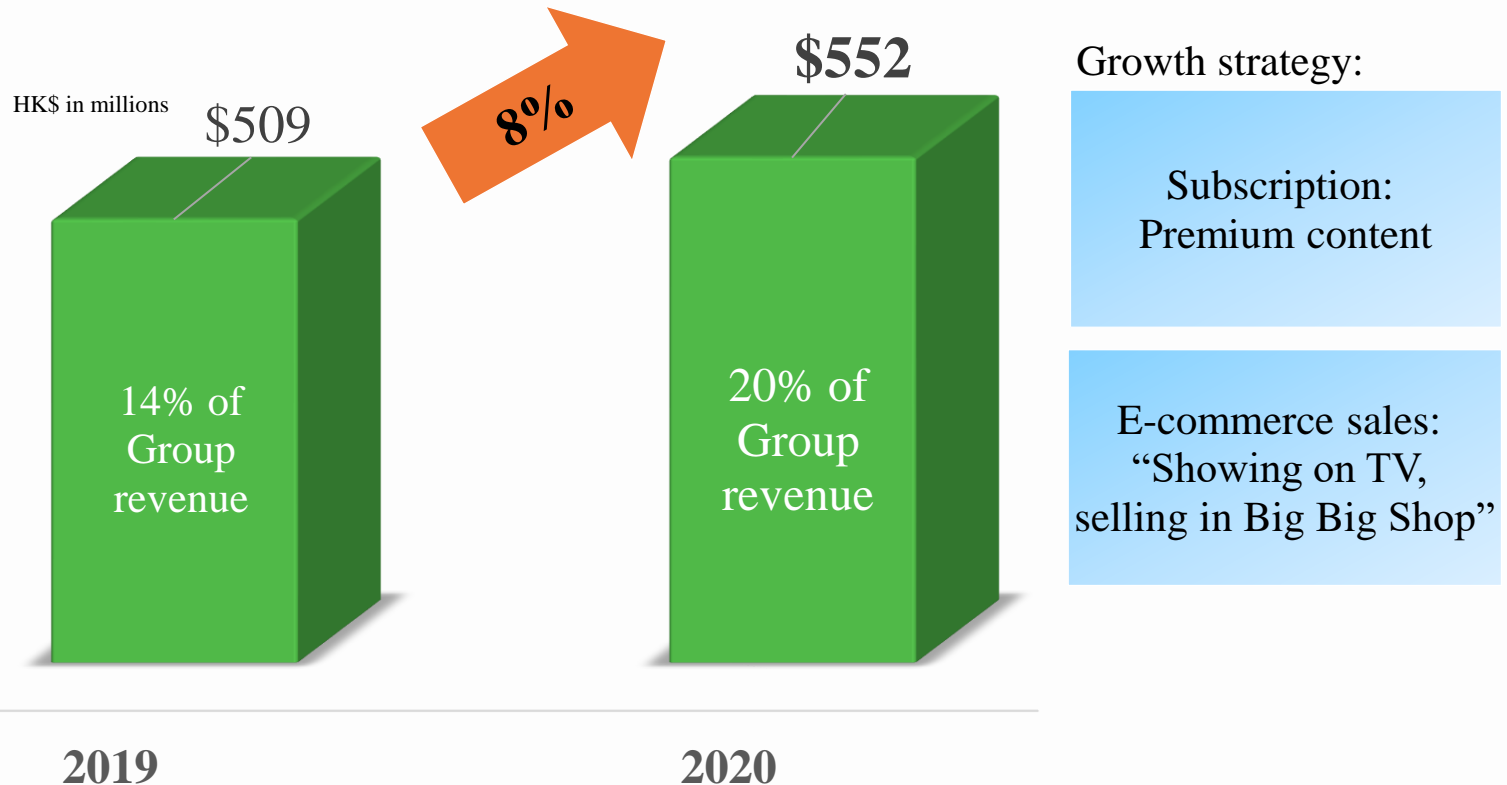 HK$ in millions
$509
8%
$552
14% of
Group
revenue
20% of
Group
revenue
2019
2020
Growth strategy:
Subscription:
Premium content
E-commerce sales:
“Showing on TV,
selling in Big Big Shop”